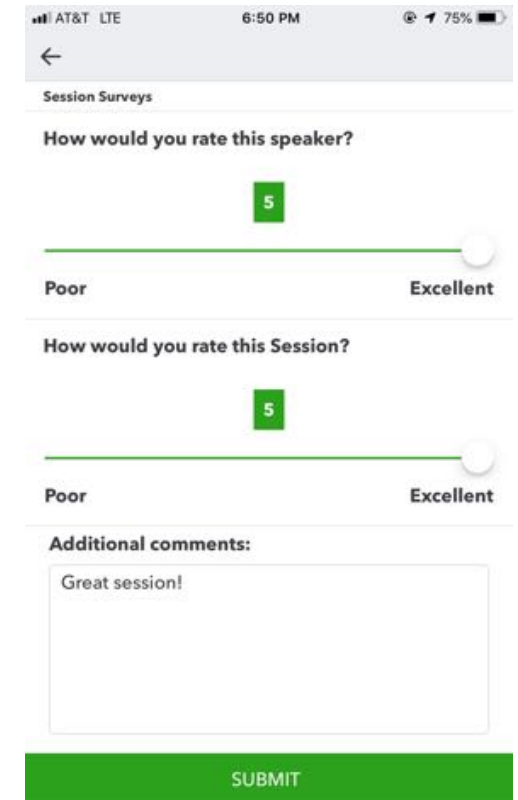 AT&T LTE 6:50 PM 75%
Session Surveys
How would you rate this speaker?
5
Poor Excellent
How would you rate this Session?
5
Poor Excellent
Additional comments:
Great session!
SUBMIT